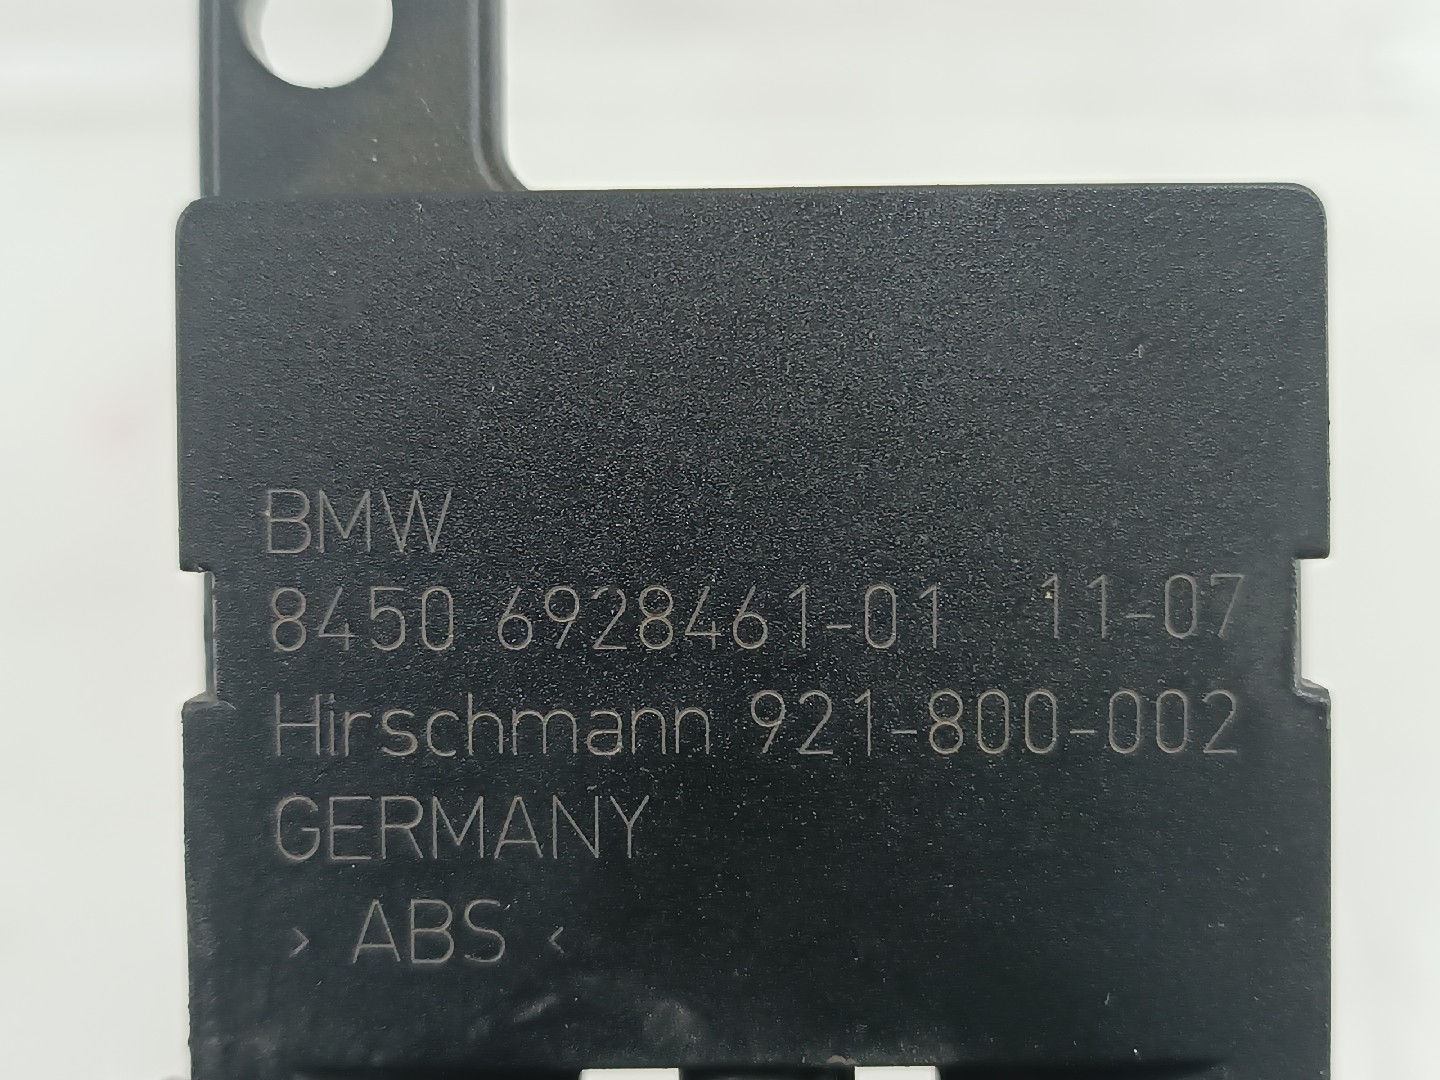 BMW
8450 6928461-01 11-07
Hirschmann 921-800-002
GERMANY
> ABS <